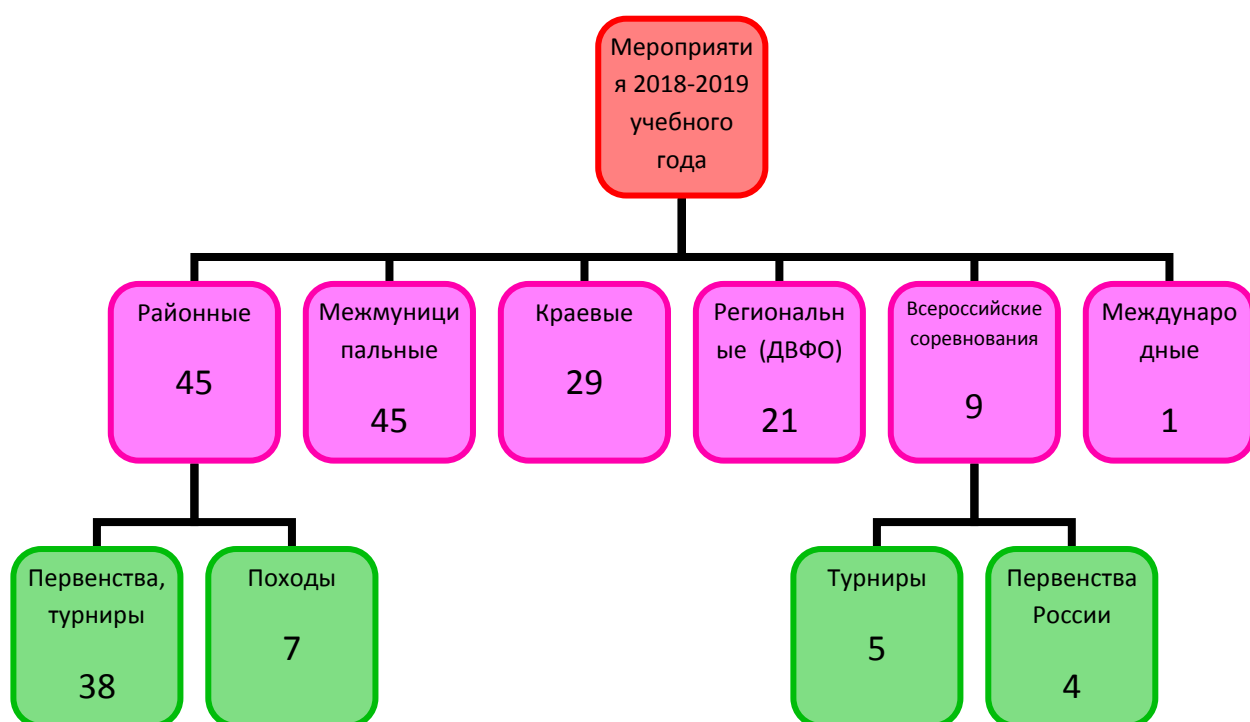 Мероприяти
я 2018-2019
учебного
года
Районные
45
Межмуници
пальные
45
Краевые
29
Региональн
ые (ДВФО)
21
Всероссийские
соревнования
9
Междунаро
дные
1
Первенства,
турниры
38
Походы
7
Турниры
5
Первенства
России
4